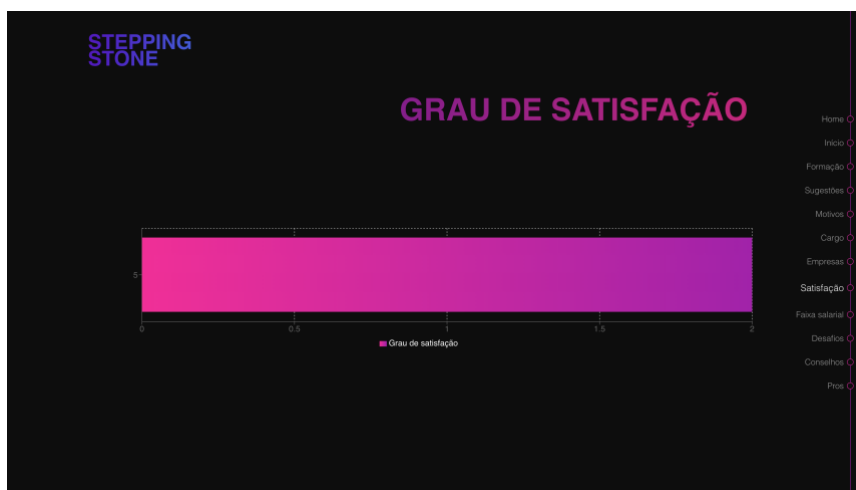 STEPPING
STONE
GRAU DE SATISFAÇÃO
Home
Início
Formação
Sugestões
Motivos
Cargo
Empresas
Satisfação
Faixa salarial
Desafios
Conselhos
Pros
5
0
0.5
1
1.5
2
Grau de satisfação